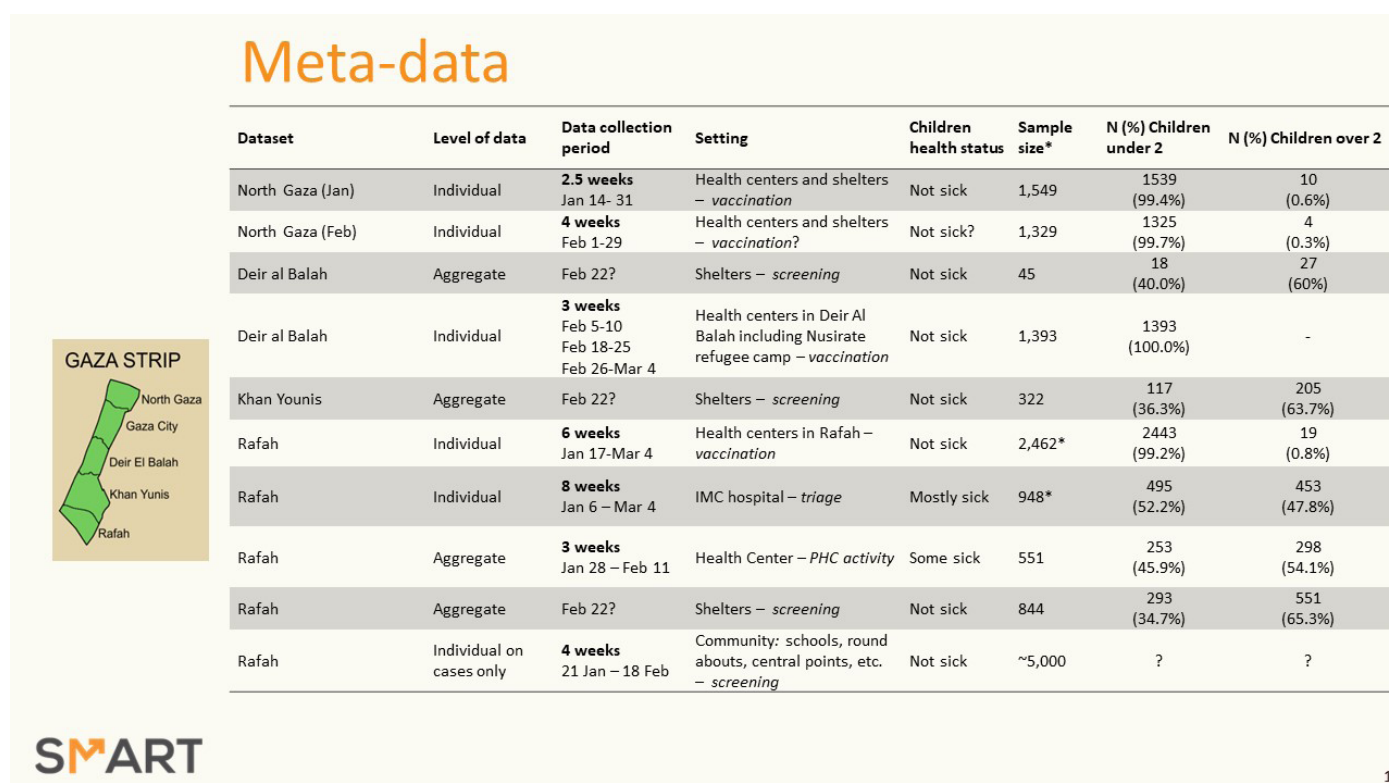 Meta-data
Dataset Level of data Data collection period Setting Children health status Sample size* N (%) Children under 2 N (%) Children over 2
North Gaza (Jan) Individual 2.5 weeks Jan 14- 31 Health centers and shelters – vaccination Not sick 1,549 1539 (99.4%) 10 (0.6%)
North Gaza (Feb) Individual 4 weeks Feb 1-29 Health centers and shelters – vaccination? Not sick? 1,329 1325 (99.7%) 4 (0.3%)
Deir al Balah Aggregate Feb 22? Shelters – screening Not sick 45 18 (40.0%) 27 (60%)
Deir al Balah Individual 3 weeks Feb 5-10 Feb 18-25 Feb 26-Mar 4 Health centers in Deir Al Balah including Nusirate refugee camp – vaccination Not sick 1,393 1393 (100.0%) -
Khan Younis Aggregate Feb 22? Shelters – screening Not sick 322 117 (36.3%) 205 (63.7%)
Rafah Individual 6 weeks Jan 17-Mar 4 Health centers in Rafah – vaccination Not sick 2,462* 2443 (99.2%) 19 (0.8%)
Rafah Individual 8 weeks Jan 6 – Mar 4 IMC hospital – triage Mostly sick 948* 495 (52.2%) 453 (47.8%)
Rafah Aggregate 3 weeks Jan 28 – Feb 11 Health Center – PHC activity Some sick 551 253 (45.9%) 298 (54.1%)
Rafah Aggregate Feb 22? Shelters – screening Not sick 844 293 (34.7%) 551 (65.3%)
Rafah Individual on cases only 4 weeks 21 Jan – 18 Feb Community: schools, round abouts, central points, etc. – screening Not sick ~5,000 ? ?
GAZA STRIP
North Gaza
Gaza City
Deir El Balah
Khan Yunis
Rafah
SMART
1